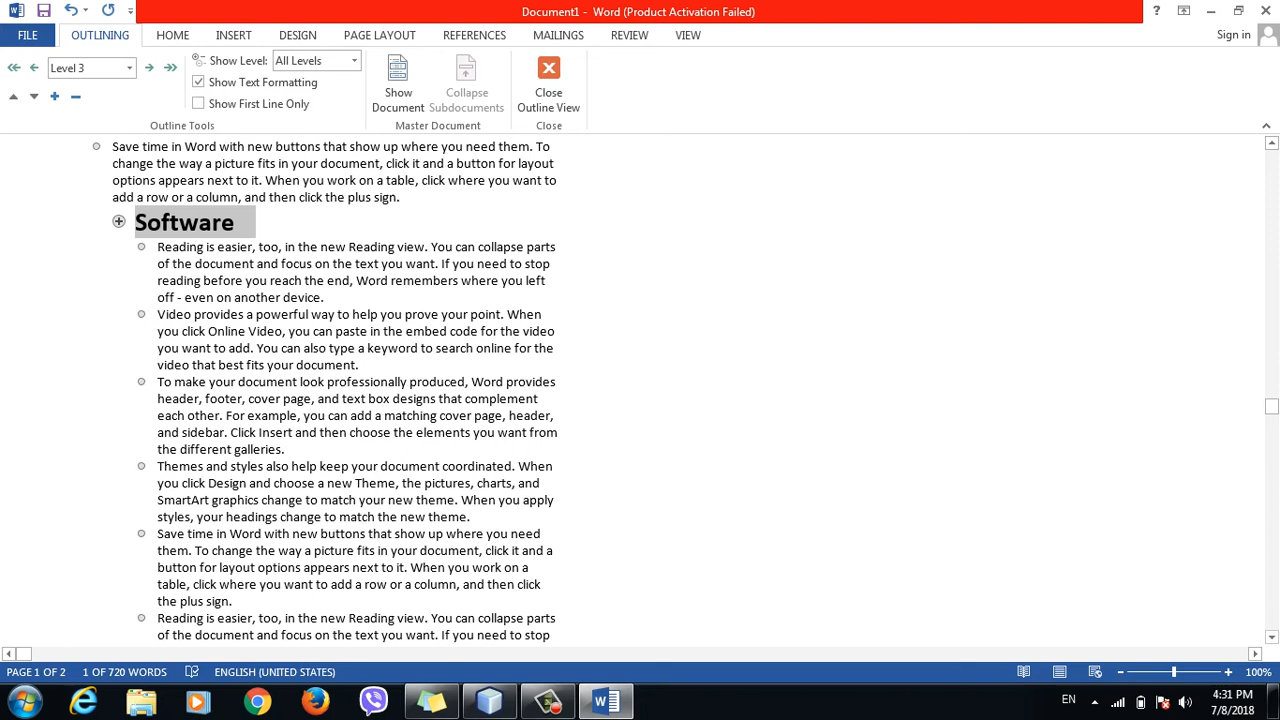 Document1 - Word (Product Activation Failed)
FILE OUTLINING HOME INSERT DESIGN PAGE LAYOUT REFERENCES MAILINGS REVIEW VIEW Sign in
Level 3
Show Level: All Levels
Show Text Formatting
Show First Line Only
Outline Tools
Show Document
Collapse Subdocuments
Master Document
Close Outline View
Close
Save time in Word with new buttons that show up where you need them. To
change the way a picture fits in your document, click it and a button for layout
options appears next to it. When you work on a table, click where you want to
add a row or a column, and then click the plus sign.
Software
Reading is easier, too, in the new Reading view. You can collapse parts
of the document and focus on the text you want. If you need to stop
reading before you reach the end, Word remembers where you left
off - even on another device.
Video provides a powerful way to help you prove your point. When
you click Online Video, you can paste in the embed code for the video
you want to add. You can also type a keyword to search online for the
video that best fits your document.
To make your document look professionally produced, Word provides
header, footer, cover page, and text box designs that complement
each other. For example, you can add a matching cover page, header,
and sidebar. Click Insert and then choose the elements you want from
the different galleries.
Themes and styles also help keep your document coordinated. When
you click Design and choose a new Theme, the pictures, charts, and
SmartArt graphics change to match your new theme. When you apply
styles, your headings change to match the new theme.
Save time in Word with new buttons that show up where you need
them. To change the way a picture fits in your document, click it and a
button for layout options appears next to it. When you work on a
table, click where you want to add a row or a column, and then click
the plus sign.
Reading is easier, too, in the new Reading view. You can collapse parts
of the document and focus on the text you want. If you need to stop
PAGE 1 OF 2 1 OF 720 WORDS ENGLISH (UNITED STATES) 100%
EN
4:31 PM
7/8/2018